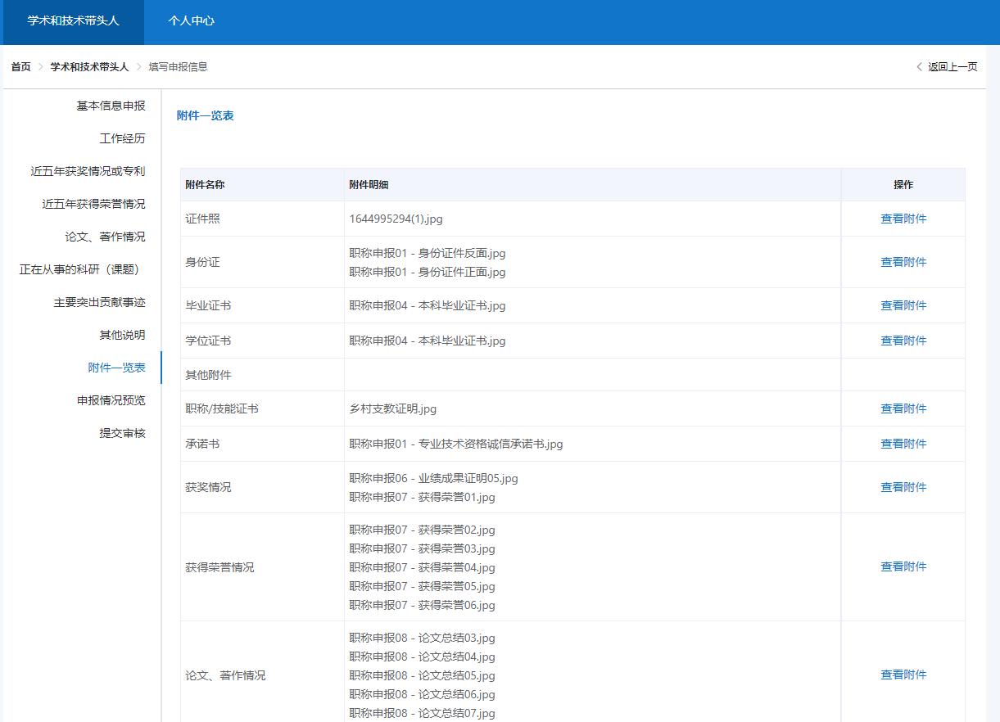 学术和技术带头人 个人中心
首页 > 学术和技术带头人 > 填写申报信息 < 返回上一页
基本信息申报
工作经历
近五年获奖情况或专利
近五年获得荣誉情况
论文、著作情况
正在从事的科研（课题）
主要突出贡献事迹
其他说明
附件一览表
申报情况预览
提交审核
附件一览表
附件名称 附件明细 操作
证件照 1644995294(1).jpg 查看附件
身份证 职称申报01 - 身份证件反面.jpg
职称申报01 - 身份证件正面.jpg 查看附件
毕业证书 职称申报04 - 本科毕业证书.jpg 查看附件
学位证书 职称申报04 - 本科毕业证书.jpg 查看附件
其他附件
职称/技能证书 乡村支教证明.jpg 查看附件
承诺书 职称申报01 - 专业技术资格诚信承诺书.jpg 查看附件
获奖情况 职称申报06 - 业绩成果证明05.jpg
职称申报07 - 获得荣誉01.jpg 查看附件
获得荣誉情况 职称申报07 - 获得荣誉02.jpg
职称申报07 - 获得荣誉03.jpg
职称申报07 - 获得荣誉04.jpg
职称申报07 - 获得荣誉05.jpg
职称申报07 - 获得荣誉06.jpg 查看附件
论文、著作情况 职称申报08 - 论文总结03.jpg
职称申报08 - 论文总结04.jpg
职称申报08 - 论文总结05.jpg
职称申报08 - 论文总结06.jpg
职称申报08 - 论文总结07.jpg 查看附件